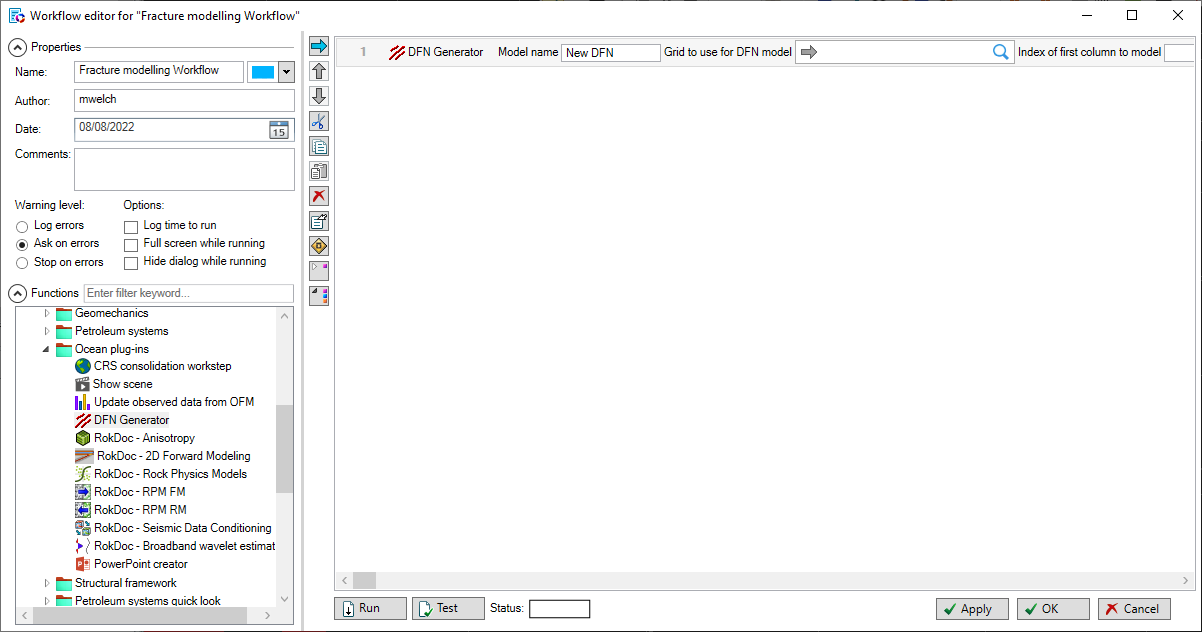 Workflow editor for "Fracture modelling Workflow"
Properties
Name: Fracture modelling Workflow
Author: mwelch
Date: 08/08/2022 15
Comments:
Warning level: Options:
Log errors Log time to run
Ask on errors Full screen while running
Stop on errors Hide dialog while running
Functions Enter filter keyword...
Geomechanics
Petroleum systems
Ocean plug-ins
CRS consolidation workstep
Show scene
Update observed data from OFM
DFN Generator
RokDoc - Anisotropy
RokDoc - 2D Forward Modeling
RokDoc - Rock Physics Models
RokDoc - RPM FM
RokDoc - RPM RM
RokDoc - Seismic Data Conditioning
RokDoc - Broadband wavelet estimat
PowerPoint creator
Structural framework
Petroleum systems quick look
1 DFN Generator Model name New DFN Grid to use for DFN model Index of first column to model
Run Test Status: Apply OK Cancel